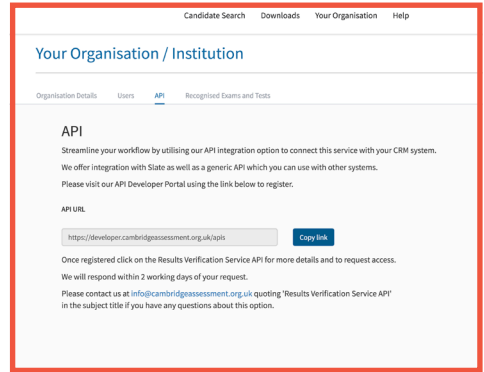 Candidate Search Downloads Your Organisation Help
Your Organisation / Institution
Organisation Details Users API Recognised Exams and Tests
API
Streamline your workflow by utilising our API integration option to connect this service with your CRM system.
We offer integration with Slate as well as a generic API which you can use with other systems.
Please visit our API Developer Portal using the link below to register.
API URL
https://developer.cambridgeassessment.org.uk/apis Copy link
Once registered click on the Results Verification Service API for more details and to request access.
We will respond within 2 working days of your request.
Please contact us at info@cambridgeassessment.org.uk quoting 'Results Verification Service API'
in the subject title if you have any questions about this option.